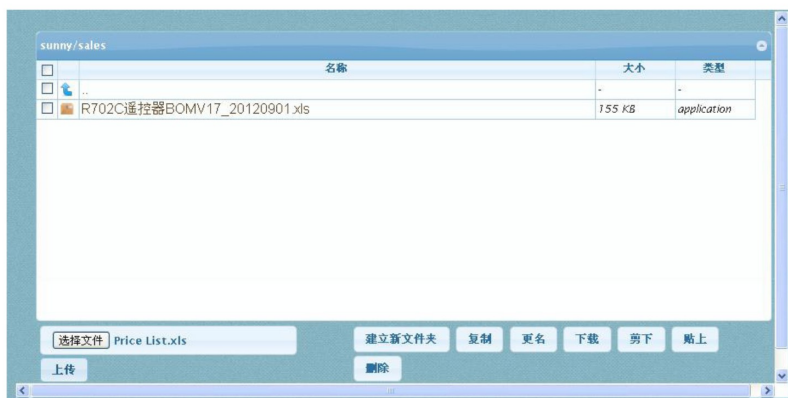 sunny/sales
名称 大小 类型
.. - -
R702C遥控器BOMV17_20120901.xls 155 KB application
选择文件 Price List.xls 建立新文件夹 复制 更名 下载 剪下 贴上
上传 删除